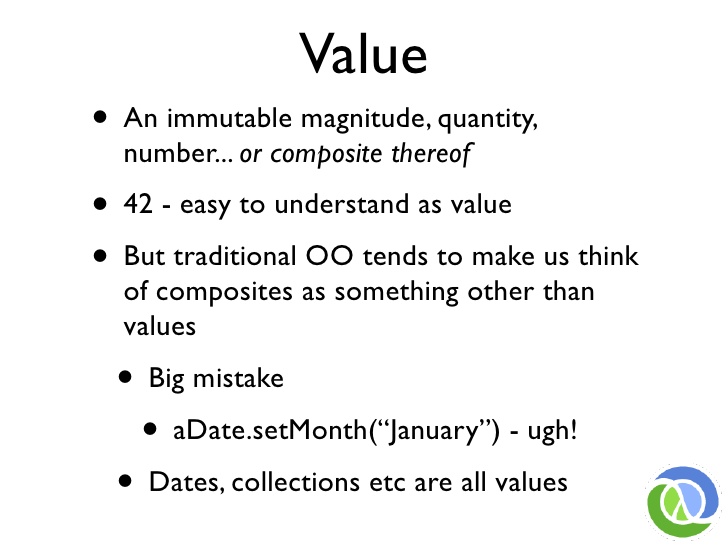 Value
• An immutable magnitude, quantity,
number... or composite thereof
• 42 - easy to understand as value
• But traditional OO tends to make us think
of composites as something other than
values
• Big mistake
• aDate.setMonth(“January”) - ugh!
• Dates, collections etc are all values